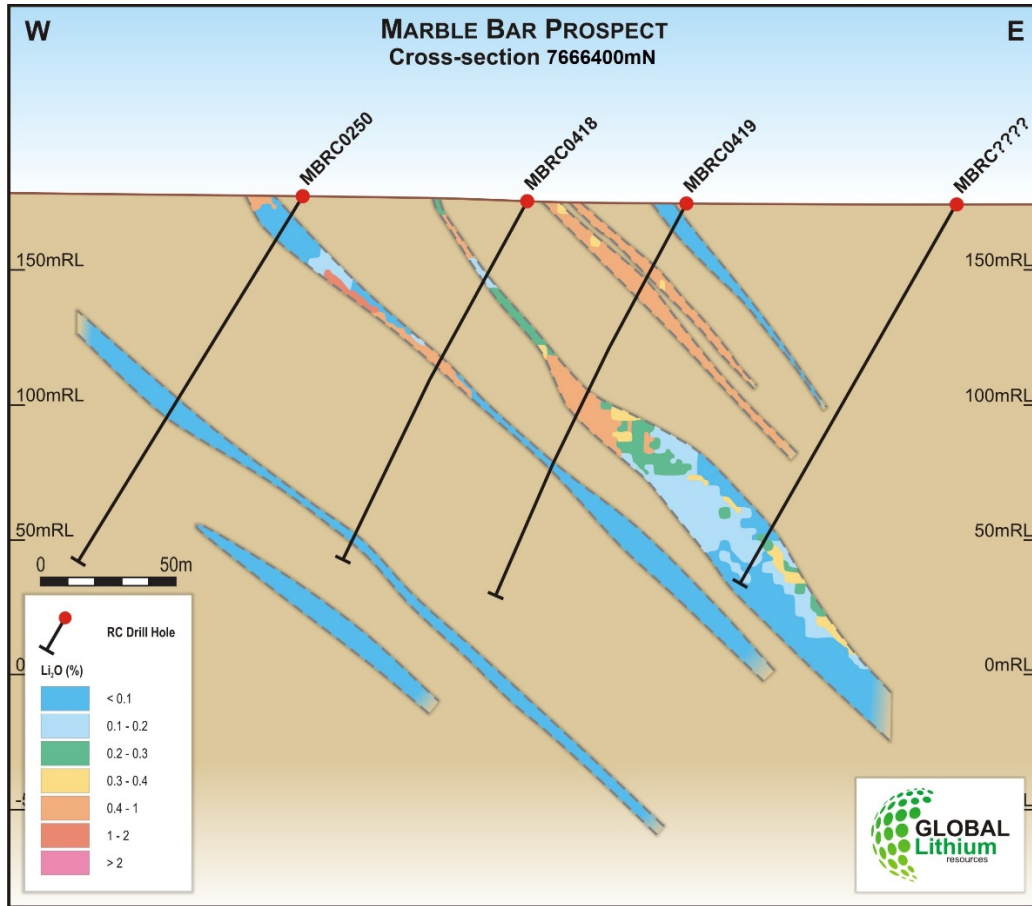 W
MARBLE BAR PROSPECT
E
Cross-section 7666400mN
MBRC0250
MBRC0418
MBRC0419
MBRC????
150mRL
150mRL
100mRL
100mRL
50mRL
50mRL
0 50m
RC Drill Hole
Li₂O (%)
< 0.1
0.1 - 0.2
0.2 - 0.3
0.3 - 0.4
0.4 - 1
1 - 2
> 2
0
0mRL
-5
L
GLOBAL
Lithium
resources